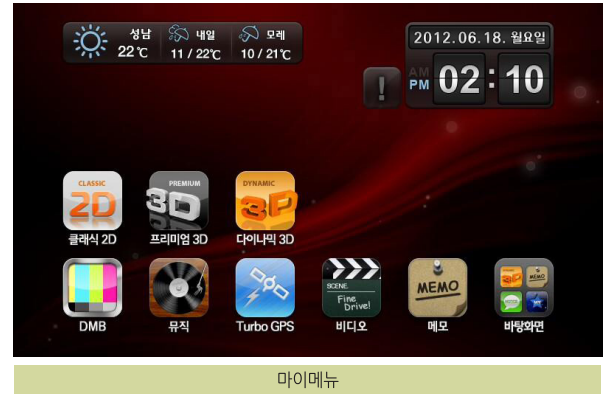 성남 내일 모레
22℃ 11 / 22℃ 10 / 21℃
2012.06.18. 월요일
AM
PM 02:10
!
CLASSIC PREMIUM DYNAMIC
2D 3D 3D
클래식 2D 프리미엄 3D 다이나믹 3D
SCENE.
Fine
Drive!
MEMO
3D MEMO
DMB 뮤직 Turbo GPS 비디오 메모 바탕화면
마이메뉴